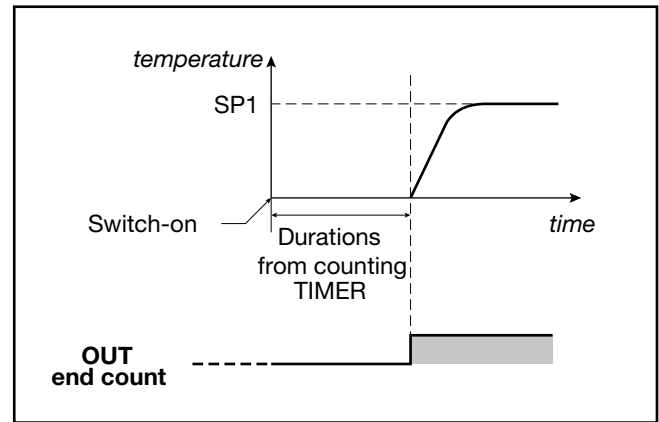 temperature
SP1
Switch-on
time
Durations
from counting
TIMER
OUT
end count